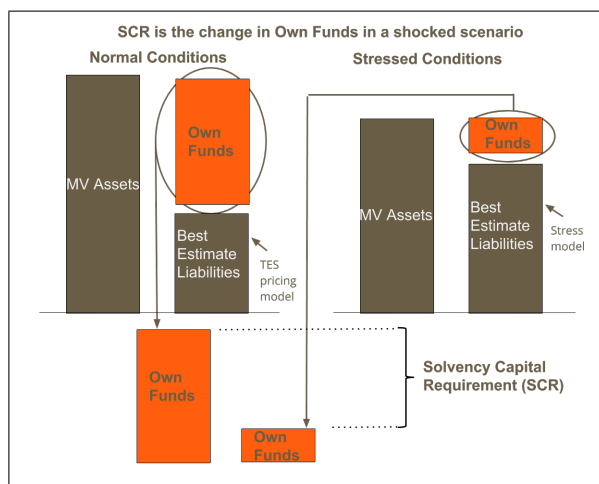 SCR is the change in Own Funds in a shocked scenario
Normal Conditions
Stressed Conditions
MV Assets
Own
Funds
Best
Estimate
Liabilities
TES
pricing
model
MV Assets
Own
Funds
Best
Estimate
Liabilities
Stress
model
Own
Funds
Own
Funds
Solvency Capital
Requirement (SCR)